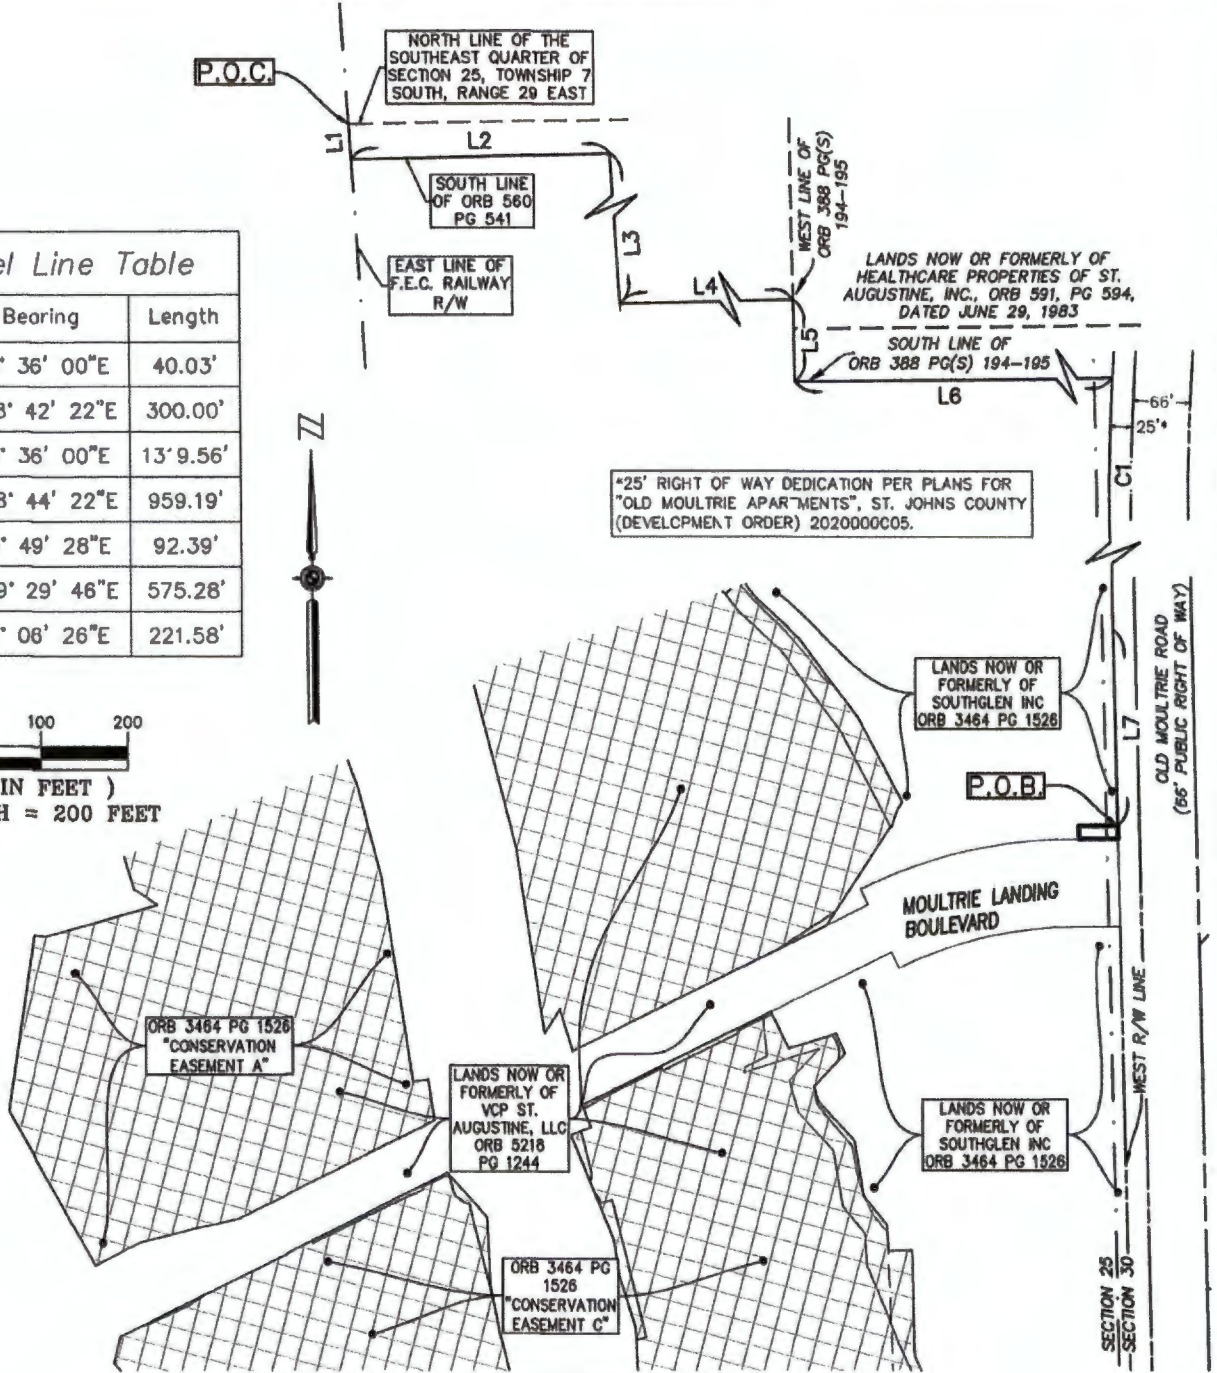 NORTH LINE OF THE
SOUTHEAST QUARTER OF
SECTION 25, TOWNSHIP 7
SOUTH, RANGE 29 EAST
P.O.C.
L1
L2
SOUTH LINE
OF ORB 560
PG 541
L3
WEST LINE OF
ORB 388 PG(S)
194-195
EAST LINE OF
F.E.C. RAILWAY
R/W
L4
LANDS NOW OR FORMERLY OF
HEALTHCARE PROPERTIES OF ST.
AUGUSTINE, INC., ORB 591, PG 594,
DATED JUNE 29, 1983
L5
SOUTH LINE OF
ORB 388 PG(S) 194-195
L6
66'
25'*
C1
el Line Table
Bearing Length
° 36' 00"E 40.03'
8° 42' 22"E 300.00'
° 36' 00"E 13'9.56'
8° 44' 22"E 959.19'
° 49' 28"E 92.39'
9° 29' 46"E 575.28'
° 06' 26"E 221.58'
*25' RIGHT OF WAY DEDICATION PER PLANS FOR
"OLD MOULTRIE APARTMENTS", ST. JOHNS COUNTY
(DEVELOPMENT ORDER) 2020000005.
LANDS NOW OR
FORMERLY OF
SOUTHGLEN INC
ORB 3464 PG 1526
L7
OLD MOULTRIE ROAD
(66' PUBLIC RIGHT OF WAY)
P.O.B.
100 200
IN FEET )
H = 200 FEET
MOULTRIE LANDING
BOULEVARD
WEST R/W LINE
ORB 3464 PG 1526
"CONSERVATION
EASEMENT A"
LANDS NOW OR
FORMERLY OF
VCP ST.
AUGUSTINE, LLC
ORB 5218
PG 1244
LANDS NOW OR
FORMERLY OF
SOUTHGLEN INC
ORB 3464 PG 1526
ORB 3464 PG
1526
"CONSERVATION
EASEMENT C"
SECTION 25
SECTION 30